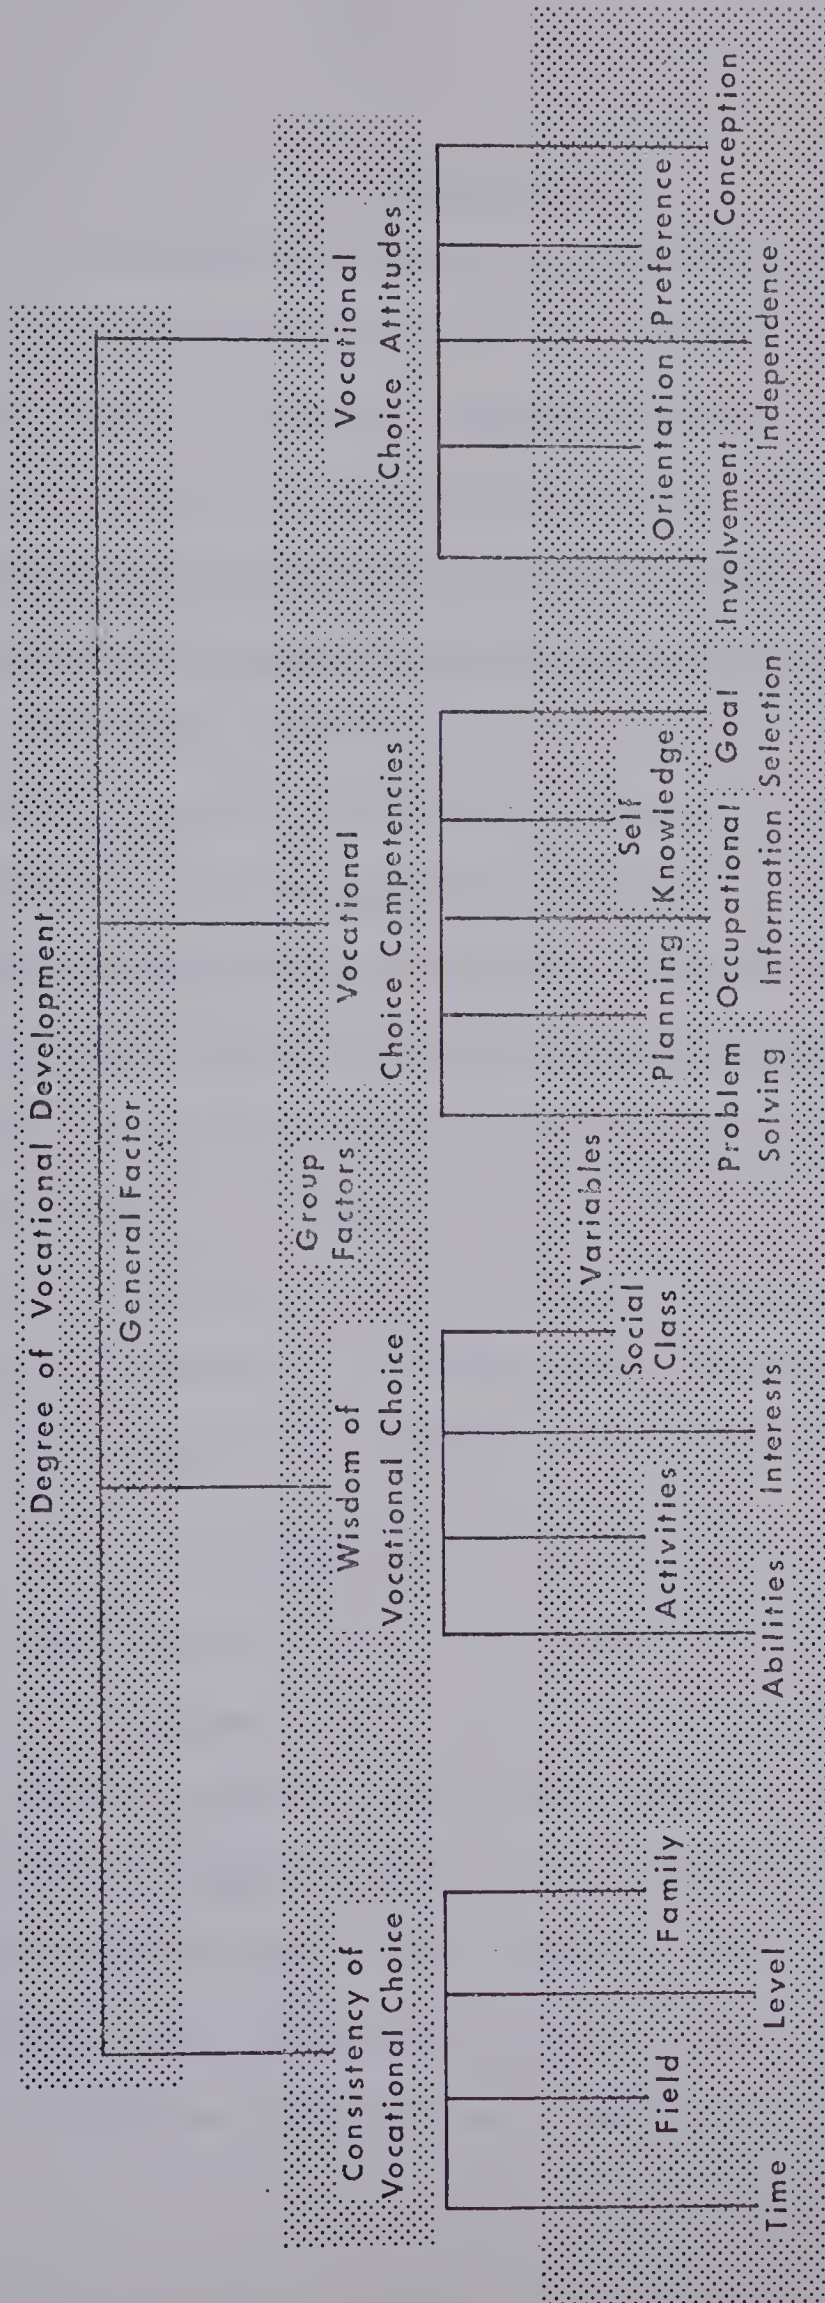 Degree of Vocational Development
General Factor
Group
Factors
Consistency of
Vocational Choice
Wisdom of
Vocational Choice
Vocational
Choice Competencies
Vocational
Choice Attitudes
Variables
Time
Field
Level
Family
Abilities
Activities
Interests
Social
Class
Problem
Solving
Planning
Occupational
Information
Self
Knowledge
Goal
Selection
Involvement
Orientation
Independence
Preference
Conception